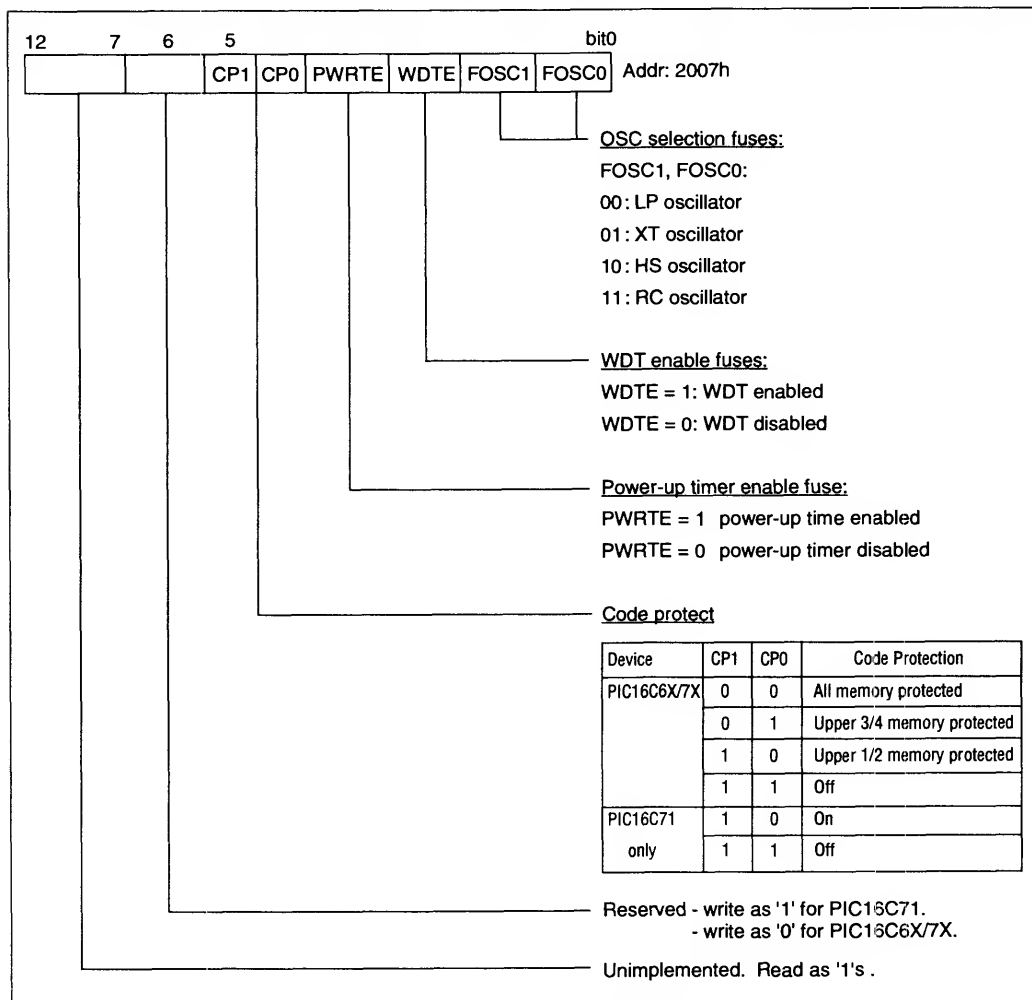 12 7 6 5 bit0
CP1 CP0 PWRTE WDTE FOSC1 FOSC0 Addr: 2007h
OSC selection fuses:
FOSC1, FOSC0:
00: LP oscillator
01: XT oscillator
10: HS oscillator
11: RC oscillator
WDT enable fuses:
WDTE = 1: WDT enabled
WDTE = 0: WDT disabled
Power-up timer enable fuse:
PWRTE = 1 power-up time enabled
PWRTE = 0 power-up timer disabled
Code protect
Device CP1 CP0 Code Protection
PIC16C6X/7X 0 0 All memory protected
0 1 Upper 3/4 memory protected
1 0 Upper 1/2 memory protected
1 1 Off
PIC16C71 1 0 On
only 1 1 Off
Reserved - write as '1' for PIC16C71.
- write as '0' for PIC16C6X/7X.
Unimplemented. Read as '1's .